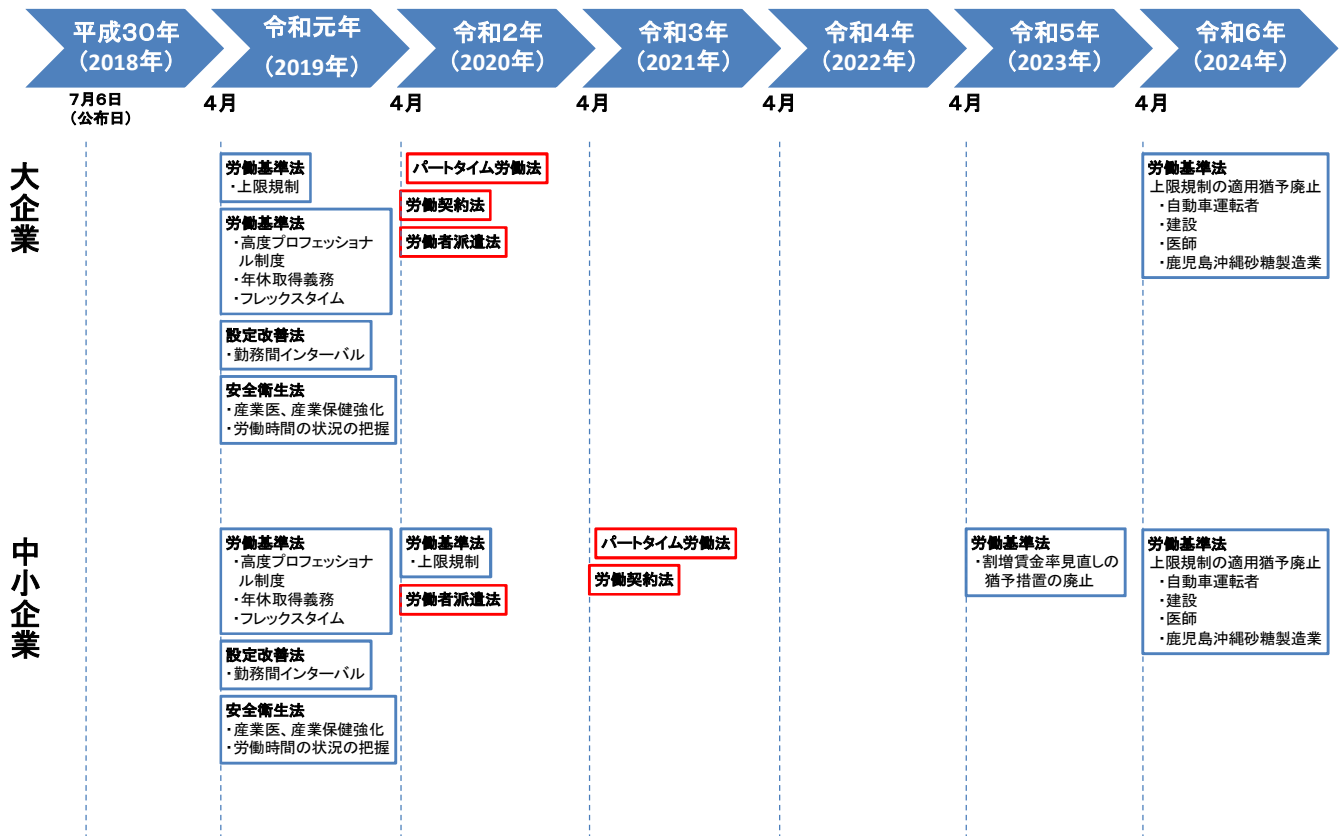 平成30年
（2018年）
令和元年
（2019年）
令和2年
（2020年）
令和3年
（2021年）
令和4年
（2022年）
令和5年
（2023年）
令和6年
（2024年）
7月6日
（公布日）
4月
4月
4月
4月
4月
4月
大企業
労働基準法
・上限規制
労働基準法
・高度プロフェッショナ
ル制度
・年休取得義務
・フレックスタイム
設定改善法
・勤務間インターバル
安全衛生法
・産業医、産業保健強化
・労働時間の状況の把握
パートタイム労働法
労働契約法
労働者派遣法
労働基準法
上限規制の適用猶予廃止
・自動車運転者
・建設
・医師
・鹿児島沖縄砂糖製造業
中小企業
労働基準法
・高度プロフェッショナ
ル制度
・年休取得義務
・フレックスタイム
設定改善法
・勤務間インターバル
安全衛生法
・産業医、産業保健強化
・労働時間の状況の把握
労働基準法
・上限規制
労働者派遣法
パートタイム労働法
労働契約法
労働基準法
・割増賃金率見直しの
猶予措置の廃止
労働基準法
上限規制の適用猶予廃止
・自動車運転者
・建設
・医師
・鹿児島沖縄砂糖製造業